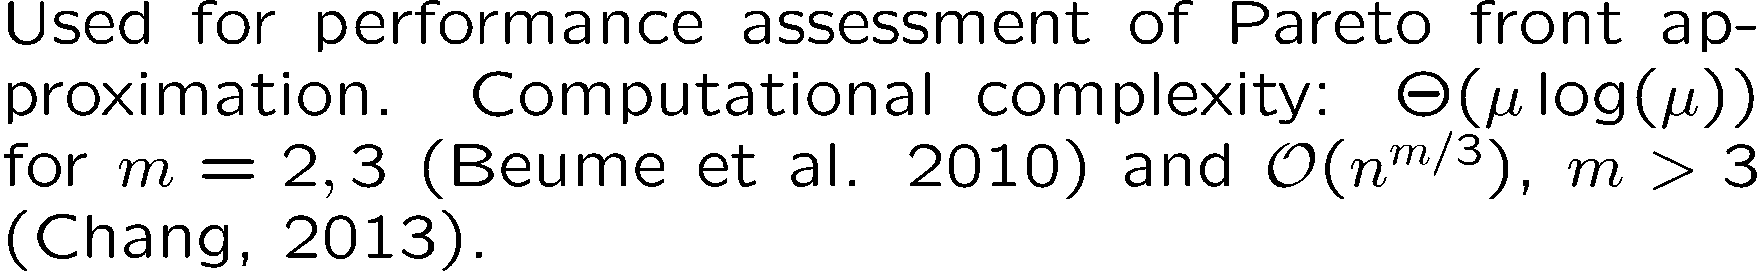 Used for performance assessment of Pareto front ap-
proximation. Computational complexity: Θ(μ log(μ))
for m = 2, 3 (Beume et al. 2010) and 𝒪(n^{m/3}), m > 3
(Chang, 2013).